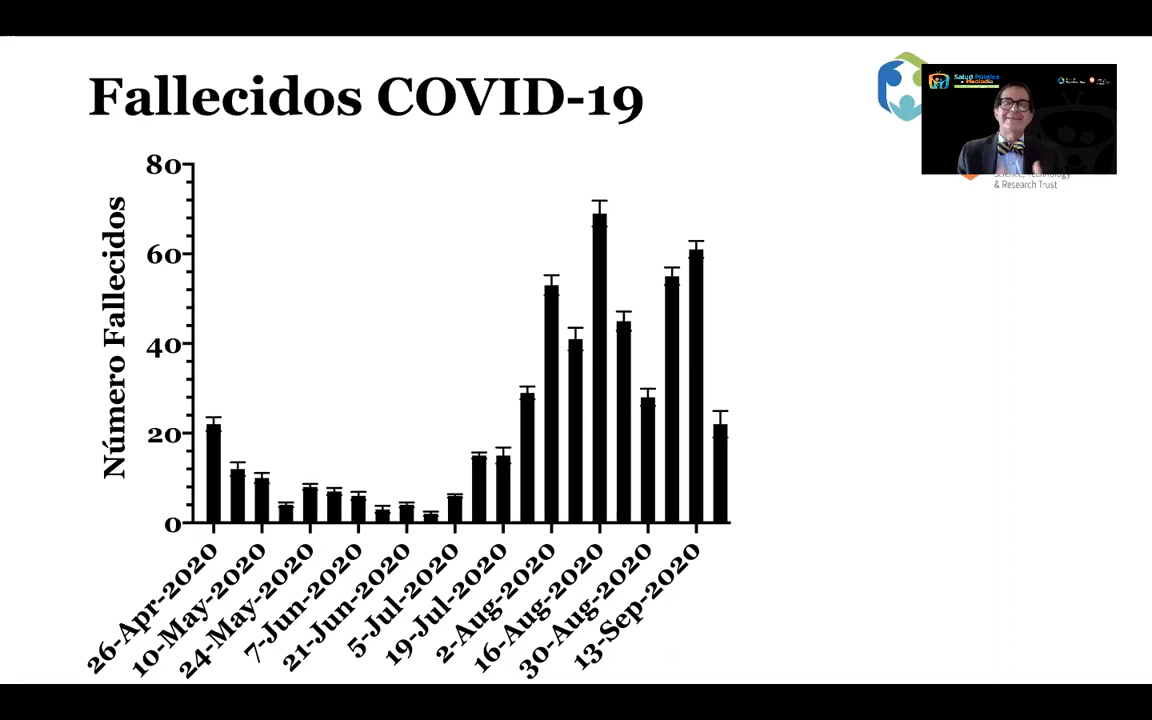 Fallecidos COVID-19
Salud Pública
a Mediodía
& Research Trust
Número Fallecidos
80
60
40
20
0
26-Apr-2020
10-May-2020
24-May-2020
7-Jun-2020
21-Jun-2020
5-Jul-2020
19-Jul-2020
2-Aug-2020
16-Aug-2020
30-Aug-2020
13-Sep-2020